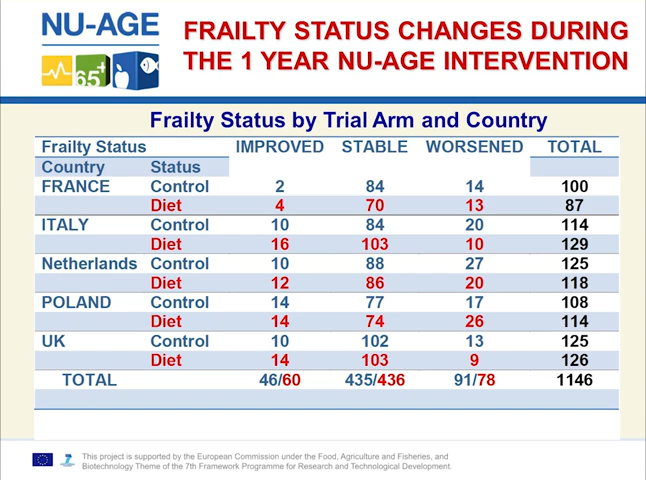 NU-AGE
65+
FRAILTY STATUS CHANGES DURING
THE 1 YEAR NU-AGE INTERVENTION
Frailty Status by Trial Arm and Country
Frailty Status IMPROVED STABLE WORSENED TOTAL
Country Status
FRANCE Control 2 84 14 100
Diet 4 70 13 87
ITALY Control 10 84 20 114
Diet 16 103 10 129
Netherlands Control 10 88 27 125
Diet 12 86 20 118
POLAND Control 14 77 17 108
Diet 14 74 26 114
UK Control 10 102 13 125
Diet 14 103 9 126
TOTAL 46/60 435/436 91/78 1146
This project is supported by the European Commission under the Food, Agriculture and Fisheries, and
Biotechnology Theme of the 7th Framework Programme for Research and Technological Development.